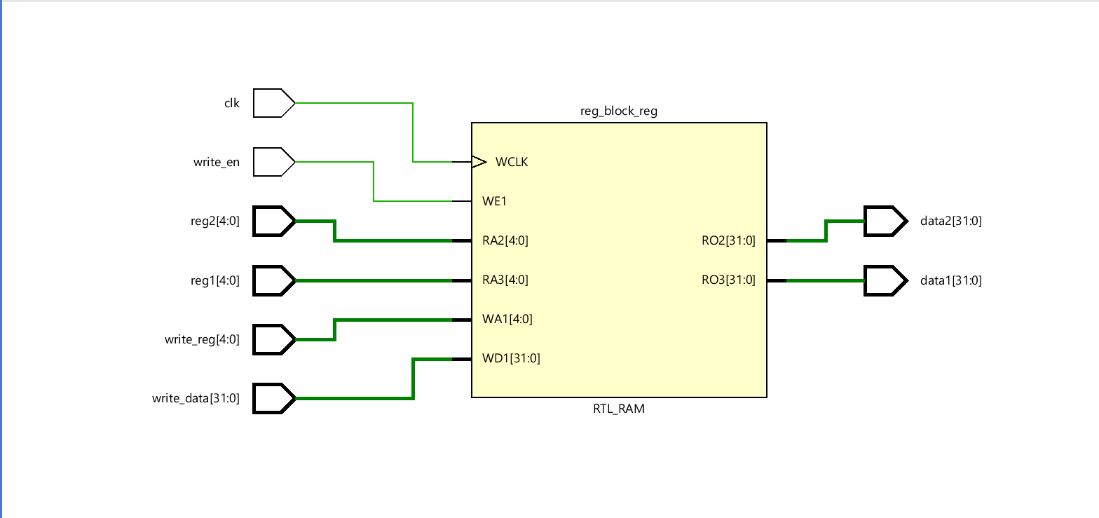 clk
write_en
reg2[4:0]
reg1[4:0]
write_reg[4:0]
write_data[31:0]
reg_block_reg
WCLK
WE1
RA2[4:0]
RA3[4:0]
WA1[4:0]
WD1[31:0]
RO2[31:0]
RO3[31:0]
RTL_RAM
data2[31:0]
data1[31:0]